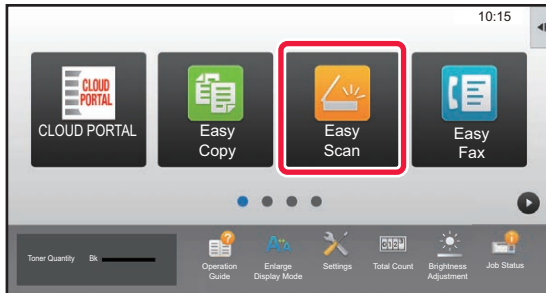 10:15
CLOUD
PORTAL
CLOUD PORTAL
Easy
Copy
Easy
Scan
Easy
Fax
Toner Quantity Bk
Operation
Guide
Enlarge
Display Mode
Settings
Total Count
Brightness
Adjustment
Job Status